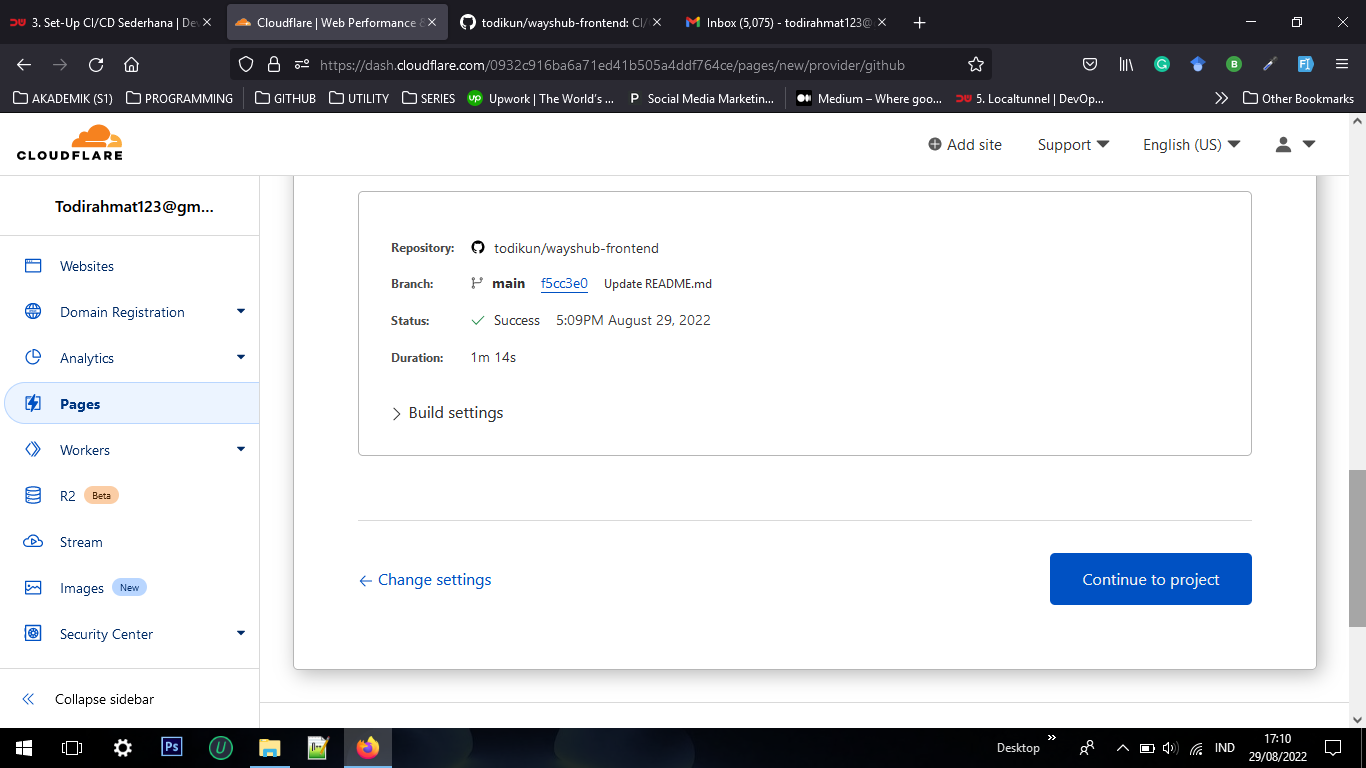 3. Set-Up CI/CD Sederhana | De
Cloudflare | Web Performance &
todikun/wayshub-frontend: CI/
Inbox (5,075) - todirahmat123@
https://dash.cloudflare.com/0932c916ba6a71ed41b505a4ddf764ce/pages/new/provider/github
AKADEMIK (S1)
PROGRAMMING
GITHUB
UTILITY
SERIES
Upwork | The World's ...
Social Media Marketin...
Medium – Where goo...
5. Localtunnel | DevOp...
Other Bookmarks
CLOUDFLARE
Add site
Support
English (US)
Todirahmat123@gm...
Websites
Domain Registration
Analytics
Pages
Workers
R2 Beta
Stream
Images New
Security Center
Collapse sidebar
Repository: todikun/wayshub-frontend
Branch: main f5cc3e0 Update README.md
Status: Success 5:09PM August 29, 2022
Duration: 1m 14s
Build settings
Change settings
Continue to project
Ps
Desktop
IND
17:10
29/08/2022